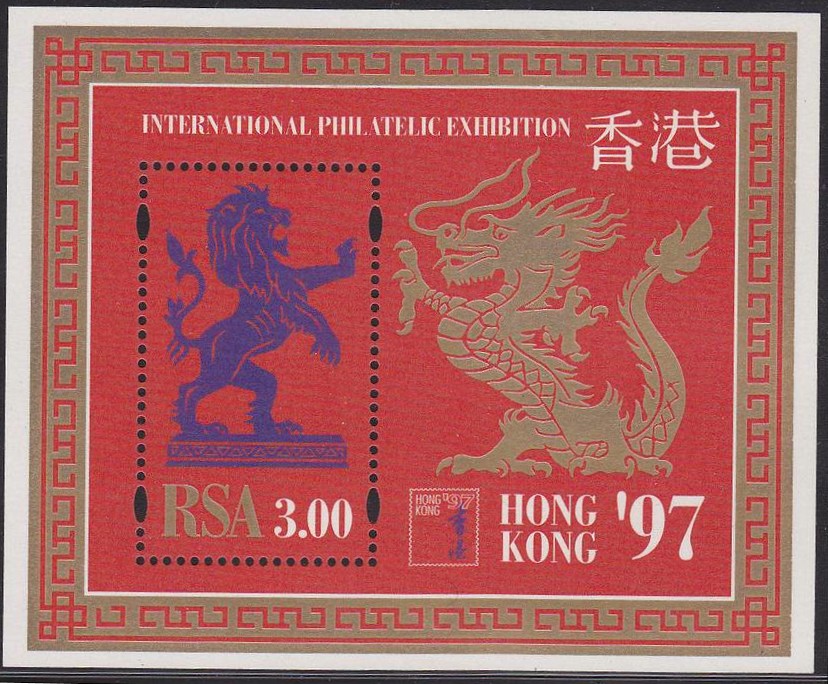 INTERNATIONAL PHILATELIC EXHIBITION 香港
RSA 3.00
HONG '97
KONG
香港
HONG '97
KONG